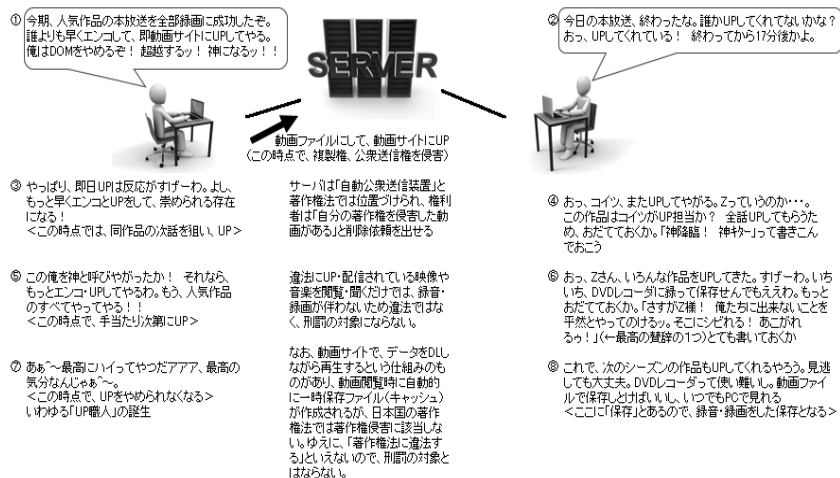 ① 今期、人気作品の本放送を全部録画に成功したぞ。
誰よりも早くエンコして、即動画サイトにUPしてやる。
俺はDOMをやめるぞ！ 超越するッ！ 神になるッ！！
SERVER
② 今日の本放送、終わったな。誰かUPしてくれてないかな？
おっ、UPしてくれている！ 終わってから17分後かよ。
動画ファイルにして、動画サイトにUP
（この時点で、複製権、公衆送信権を侵害）
③ やっぱり、即日UPは反応がすげーわ。よし、
もっと早くエンコとUPをして、崇められる存在
になる！
＜この時点では、同作品の次話を狙い、UP＞
サーバは「自動公衆送信装置」と
著作権法では位置づけられ、権利
者は「自分の著作権を侵害した動
画がある」と削除依頼を出せる
④ おっ、コイツ、またUPしてやがる。Zっていうのか・・・。
この作品はコイツがUP担当か？ 全話UPしてもらうた
め、おだてておくか。「神降臨！ 神ｷﾀｰ」って書きこん
でおこう
⑤ この俺を神と呼びやがったか！ それなら、
もっとエンコ・UPしてやるわ。もう、人気作品
のすべてやってやる！！
＜この時点で、手当たり次第にUP＞
違法にUP・配信されている映像や
音楽を閲覧・聞くだけでは、録音・
録画が伴わないため違法ではな
く、刑罰の対象にならない。
⑥ おっ、Zさん、いろんな作品をUPしてきた。すげーわ。いち
いち、DVDレコーダに録って保存せんでもええわ。もっと
おだてておくか。「さすがZ様！ 俺たちに出来ないことを
平然とやってのけるッ。そこにシビれる！ あこがれ
るゥ！」（←最高の賛辞の1つ）とても書いておくか
⑦ あぁ^～最高にハイってやつだアアア、最高の
気分なんじゃぁ^～。
＜この時点で、UPをやめられなくなる＞
いわゆる「UP職人」の誕生
なお、動画サイトで、データをDLし
ながら再生するという仕組みのも
のがあり、動画閲覧時に自動的
に一時保存ファイル（キャッシュ）
が作成されるが、日本国の著作
権法では著作権侵害に該当しな
い。ゆえに、「著作権法に違法す
る」といえないので、刑罰の対象と
はならない。
⑧ これで、次のシーズンの作品もUPしてくれるやろう。見逃
しても大丈夫。DVDレコーダって使い難いし。動画ファイ
ルで保存しとけばいいし、いつでもPCで見れる
＜ここに「保存」とあるので、録音・録画をした保存となる＞